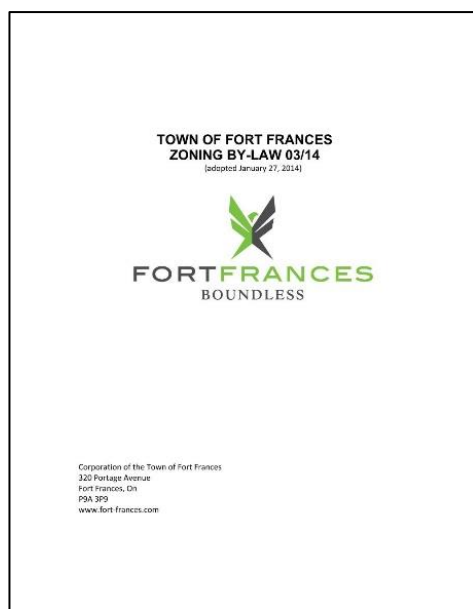 TOWN OF FORT FRANCES
ZONING BY-LAW 03/14
(adopted January 27, 2014)
FORTFRANCES
BOUNDLESS
Corporation of the Town of Fort Frances
320 Portage Avenue
Fort Frances, On
P9A 3P9
www.fort-frances.com